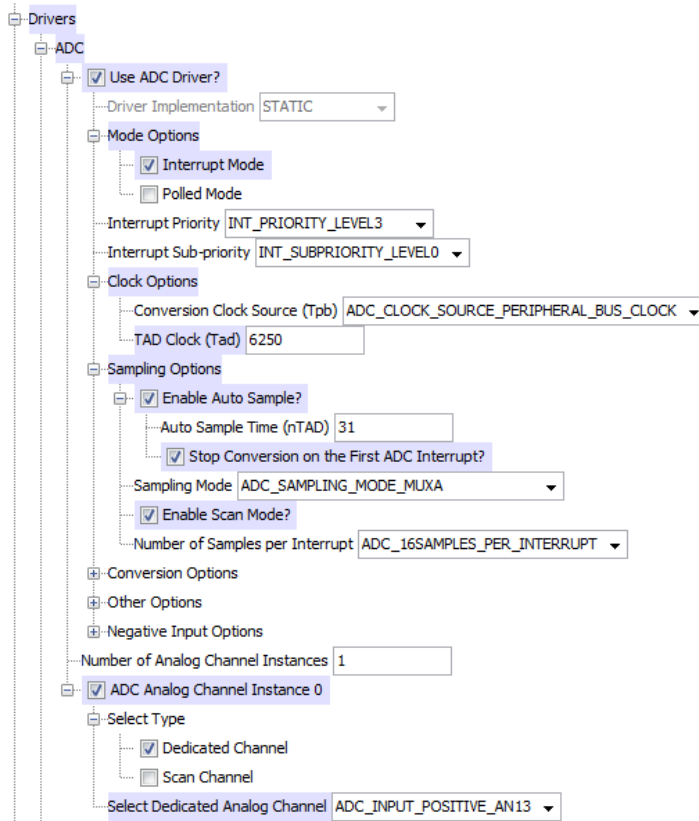 Drivers
ADC
Use ADC Driver?
Driver Implementation STATIC
Mode Options
Interrupt Mode
Polled Mode
Interrupt Priority INT_PRIORITY_LEVEL3
Interrupt Sub-priority INT_SUBPRIORITY_LEVEL0
Clock Options
Conversion Clock Source (Tpb) ADC_CLOCK_SOURCE_PERIPHERAL_BUS_CLOCK
TAD Clock (Tad) 6250
Sampling Options
Enable Auto Sample?
Auto Sample Time (nTAD) 31
Stop Conversion on the First ADC Interrupt?
Sampling Mode ADC_SAMPLING_MODE_MUXA
Enable Scan Mode?
Number of Samples per Interrupt ADC_16SAMPLES_PER_INTERRUPT
Conversion Options
Other Options
Negative Input Options
Number of Analog Channel Instances 1
ADC Analog Channel Instance 0
Select Type
Dedicated Channel
Scan Channel
Select Dedicated Analog Channel ADC_INPUT_POSITIVE_AN13